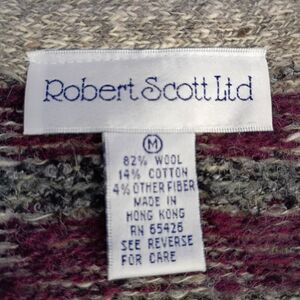 Robert Scott Ltd
M
82% WOOL
14% COTTON
4% OTHER FIBER
MADE IN
HONG KONG
RN 65426
SEE REVERSE
FOR CARE